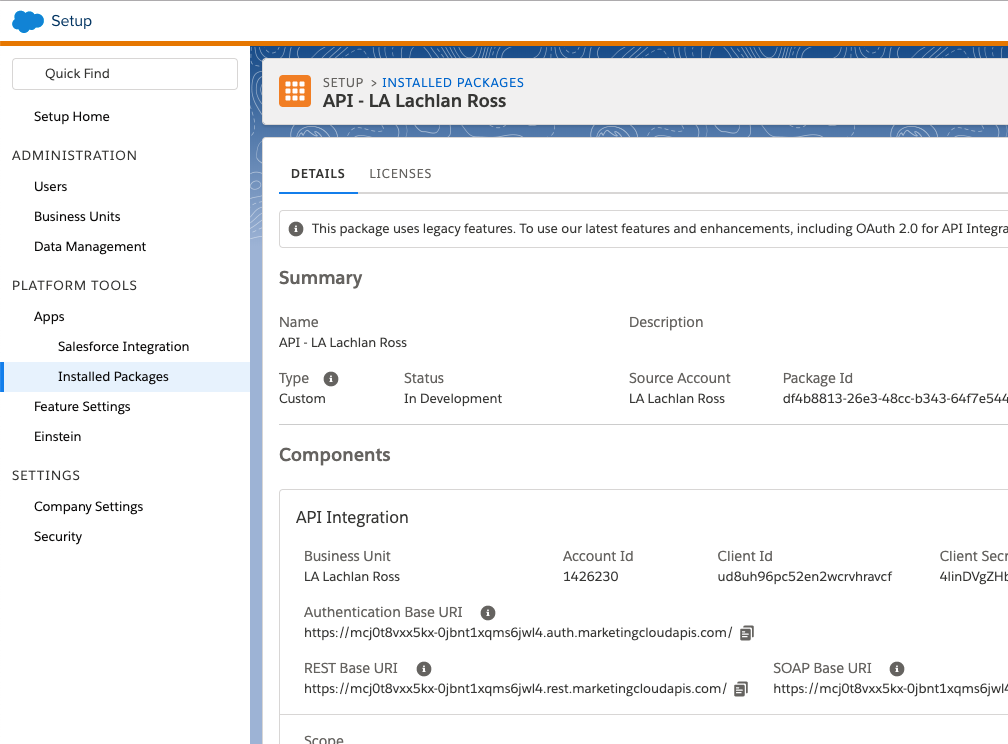 Setup
Quick Find
Setup Home
ADMINISTRATION
Users
Business Units
Data Management
PLATFORM TOOLS
Apps
Salesforce Integration
Installed Packages
Feature Settings
Einstein
SETTINGS
Company Settings
Security
SETUP > INSTALLED PACKAGES
API - LA Lachlan Ross
DETAILS LICENSES
This package uses legacy features. To use our latest features and enhancements, including OAuth 2.0 for API Integra
Summary
Name Description
API - LA Lachlan Ross
Type Status Source Account Package Id
Custom In Development LA Lachlan Ross df4b8813-26e3-48cc-b343-64f7e544
Components
API Integration
Business Unit Account Id Client Id Client Secr
LA Lachlan Ross 1426230 ud8uh96pc52en2wcrvhravcf 4linDVgZHb
Authentication Base URI
https://mcj0t8vxx5kx-0jbnt1xqms6jwl4.auth.marketingcloudapis.com/
REST Base URI SOAP Base URI
https://mcj0t8vxx5kx-0jbnt1xqms6jwl4.rest.marketingcloudapis.com/ https://mcj0t8vxx5kx-0jbnt1xqms6jwl4
Scope